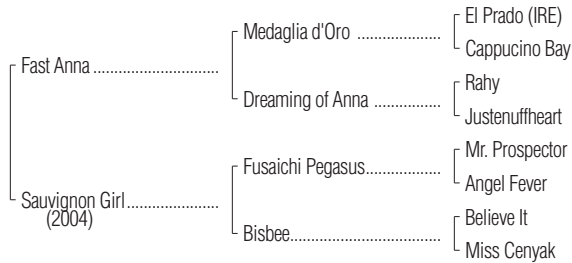 El Prado (IRE)
Medaglia d'Oro ..................
Cappucino Bay
Fast Anna ...........................
Rahy
Dreaming of Anna ..............
Justenuffheart
Mr. Prospector
Fusaichi Pegasus................
Angel Fever
Sauvignon Girl....................
(2004)
Believe It
Bisbee................................
Miss Cenyak